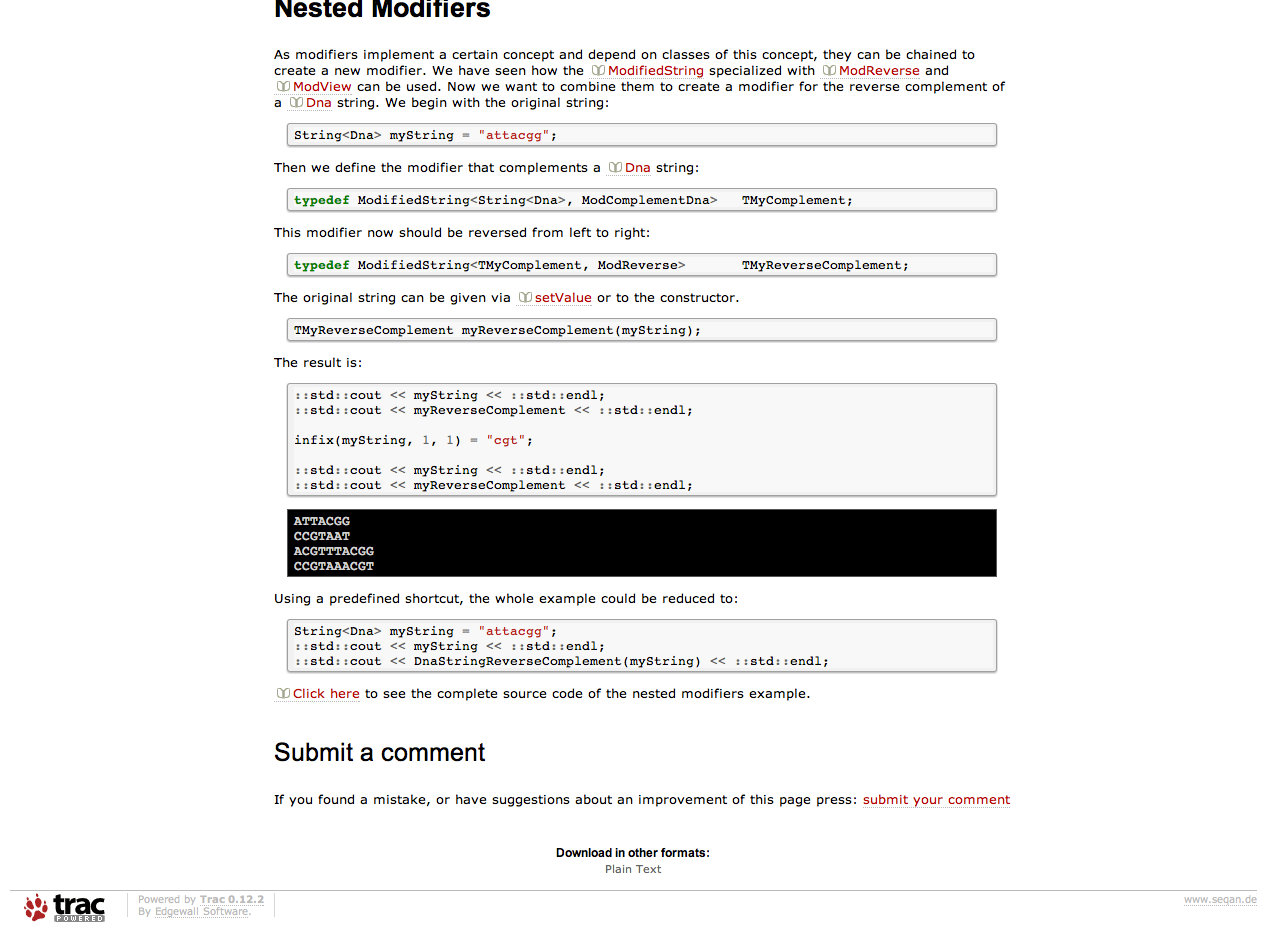 Nested Modifiers
As modifiers implement a certain concept and depend on classes of this concept, they can be chained to
create a new modifier. We have seen how the ModifiedString specialized with ModReverse and
ModView can be used. Now we want to combine them to create a modifier for the reverse complement of
a Dna string. We begin with the original string:
String<Dna> myString = "attacgg";
Then we define the modifier that complements a Dna string:
typedef ModifiedString<String<Dna>, ModComplementDna>   TMyComplement;
This modifier now should be reversed from left to right:
typedef ModifiedString<TMyComplement, ModReverse>       TMyReverseComplement;
The original string can be given via setValue or to the constructor.
TMyReverseComplement myReverseComplement(myString);
The result is:
::std::cout << myString << ::std::endl;
::std::cout << myReverseComplement << ::std::endl;
infix(myString, 1, 1) = "cgt";
::std::cout << myString << ::std::endl;
::std::cout << myReverseComplement << ::std::endl;
ATTACGG
CCGTAAT
ACGTTTACGG
CCGTAAACGT
Using a predefined shortcut, the whole example could be reduced to:
String<Dna> myString = "attacgg";
::std::cout << myString << ::std::endl;
::std::cout << DnaStringReverseComplement(myString) << ::std::endl;
Click here to see the complete source code of the nested modifiers example.
Submit a comment
If you found a mistake, or have suggestions about an improvement of this page press: submit your comment
Download in other formats:
Plain Text
trac
POWERED
Powered by Trac 0.12.2
By Edgewall Software.
www.seqan.de